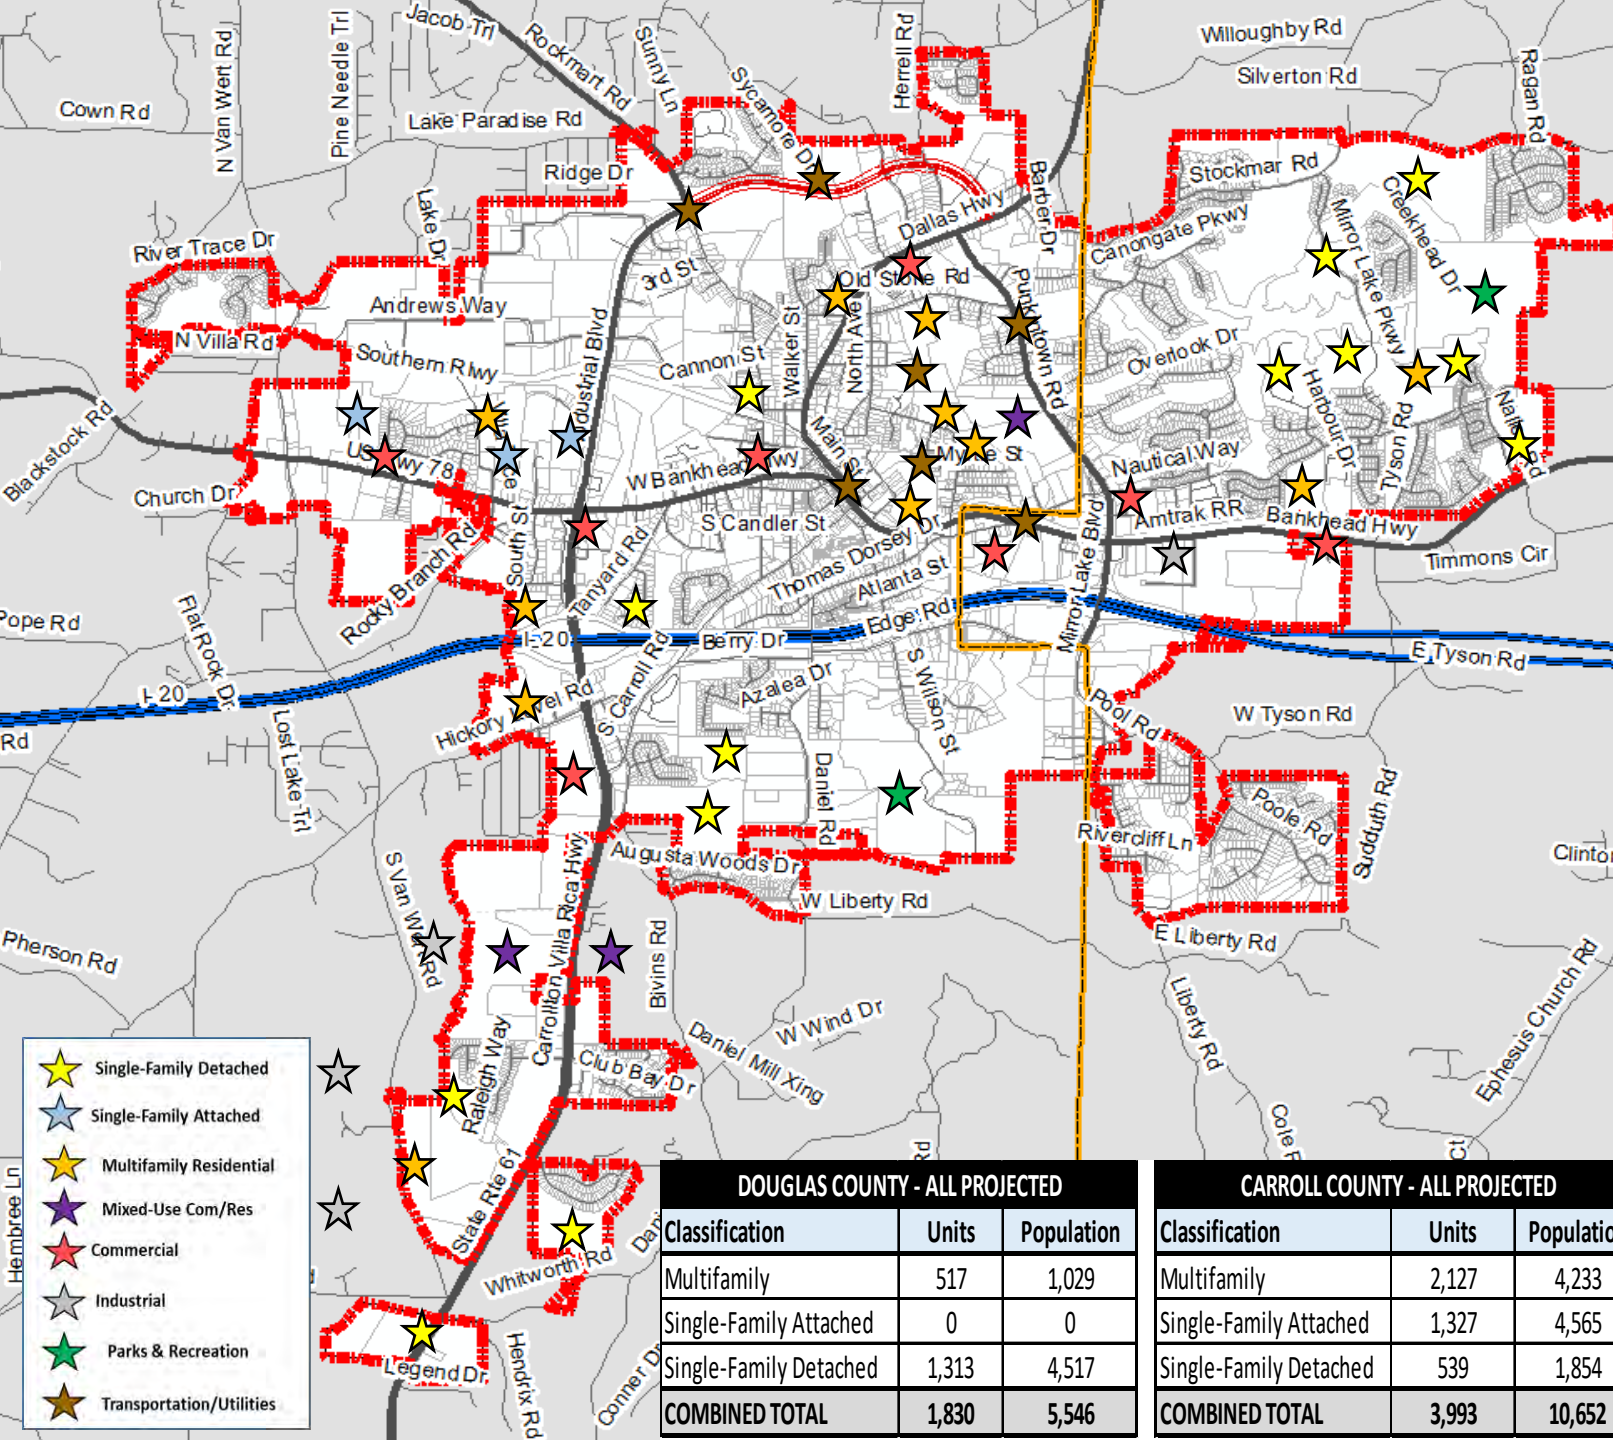 Jacob Trl
Rockmart Rd
Sunny Ln
Herrell Rd
Willoughby Rd
Silverton Rd
Ragan Rd
N Van Wert Rd
Pine Needle Trl
Cown Rd
Lake Paradise Rd
Sycamore Dr
Ridge Dr
Barber Dr
Stockmar Rd
Creekhead Dr
Mirror Lake Pkwy
Lake Dr
Dallas Hwy
Canongate Pkwy
River Trace Dr
3rd St
Old Stone Rd
Andrews Way
Punkintown Rd
N Villa Rd
Southern Rlwy
Industrial Blvd
Walker St
North Ave
Cannon St
Overlook Dr
Harbour Dr
Tyson Rd
Blackstock Rd
Main St
Nautical Way
Church Dr
W Bankhead Hwy
S Candler St
Amtrak RR
Bankhead Hwy
Timmons Cir
South St
Rocky Branch Rd
Tanyard Rd
Thomas Dorsey Dr
Atlanta St
Mirror Lake Blvd
Pope Rd
Flat Rock Dr
I-20
Berry Dr
Edge Rd
E Tyson Rd
I-20
Rd
Hickory Level Rd
S Carroll Rd
Azalea Dr
S Wilson St
Pool Rd
W Tyson Rd
Lost Lake Trl
Daniel Rd
Poole Rd
Sudduth Rd
Rivercliff Ln
S Van Wert Rd
Augusta Woods Dr
W Liberty Rd
E Liberty Rd
Carrollton Villa Rica Hwy
Bivins Rd
W Wind Dr
Liberty Rd
Ephesus Church Rd
Daniel Mill Xing
Club Bay Dr
Raleigh Way
State Rte 61
Whitworth Rd
Hembree Ln
Legend Dr
Hendrix Rd
Conner Dr
Single-Family Detached
Single-Family Attached
Multifamily Residential
Mixed-Use Com/Res
Commercial
Industrial
Parks & Recreation
Transportation/Utilities
DOUGLAS COUNTY - ALL PROJECTED
Classification Units Population
Multifamily 517 1,029
Single-Family Attached 0 0
Single-Family Detached 1,313 4,517
COMBINED TOTAL 1,830 5,546
CARROLL COUNTY - ALL PROJECTED
Classification Units Populatio
Multifamily 2,127 4,233
Single-Family Attached 1,327 4,565
Single-Family Detached 539 1,854
COMBINED TOTAL 3,993 10,652